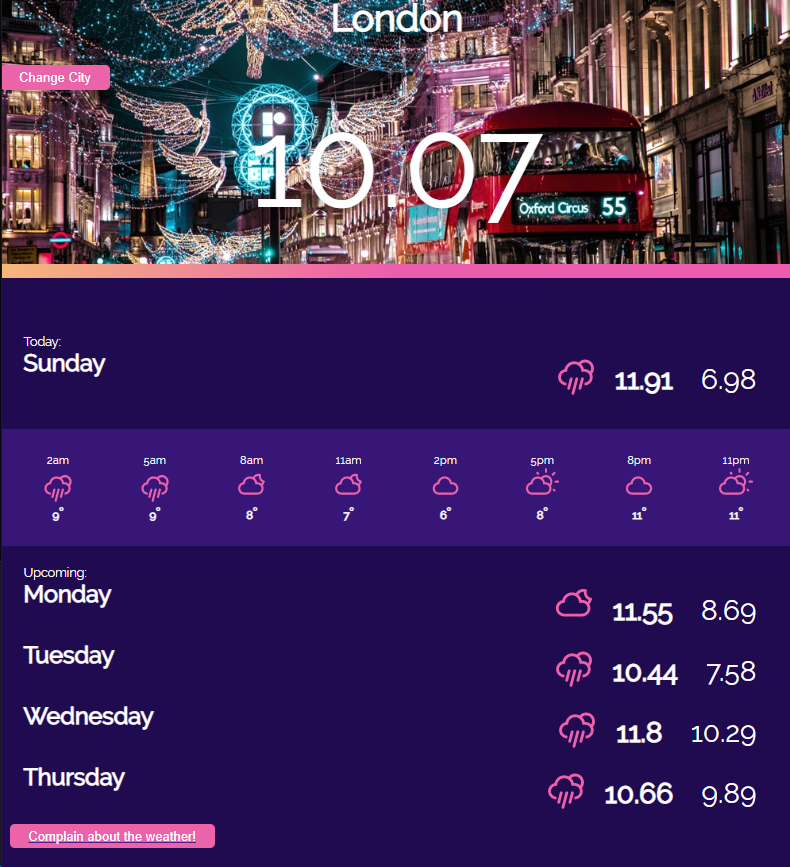 London
Change City
10.07
Oxford Circus 55
Today:
Sunday
11.91 6.98
2am 5am 8am 11am 2pm 5pm 8pm 11pm
9° 9° 8° 7° 6° 8° 11° 11°
Upcoming:
Monday 11.55 8.69
Tuesday 10.44 7.58
Wednesday 11.8 10.29
Thursday 10.66 9.89
Complain about the weather!